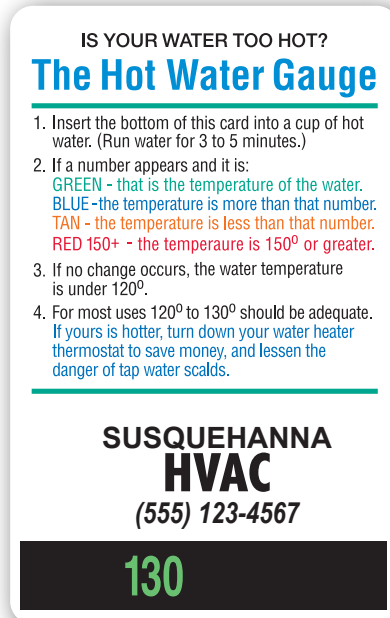 IS YOUR WATER TOO HOT?
The Hot Water Gauge
1. Insert the bottom of this card into a cup of hot
water. (Run water for 3 to 5 minutes.)
2. If a number appears and it is:
GREEN - that is the temperature of the water.
BLUE -the temperature is more than that number.
TAN - the temperature is less than that number.
RED 150+ - the temperaure is 150⁰ or greater.
3. If no change occurs, the water temperature
is under 120⁰.
4. For most uses 120⁰ to 130⁰ should be adequate.
If yours is hotter, turn down your water heater
thermostat to save money, and lessen the
danger of tap water scalds.
SUSQUEHANNA
HVAC
(555) 123-4567
130